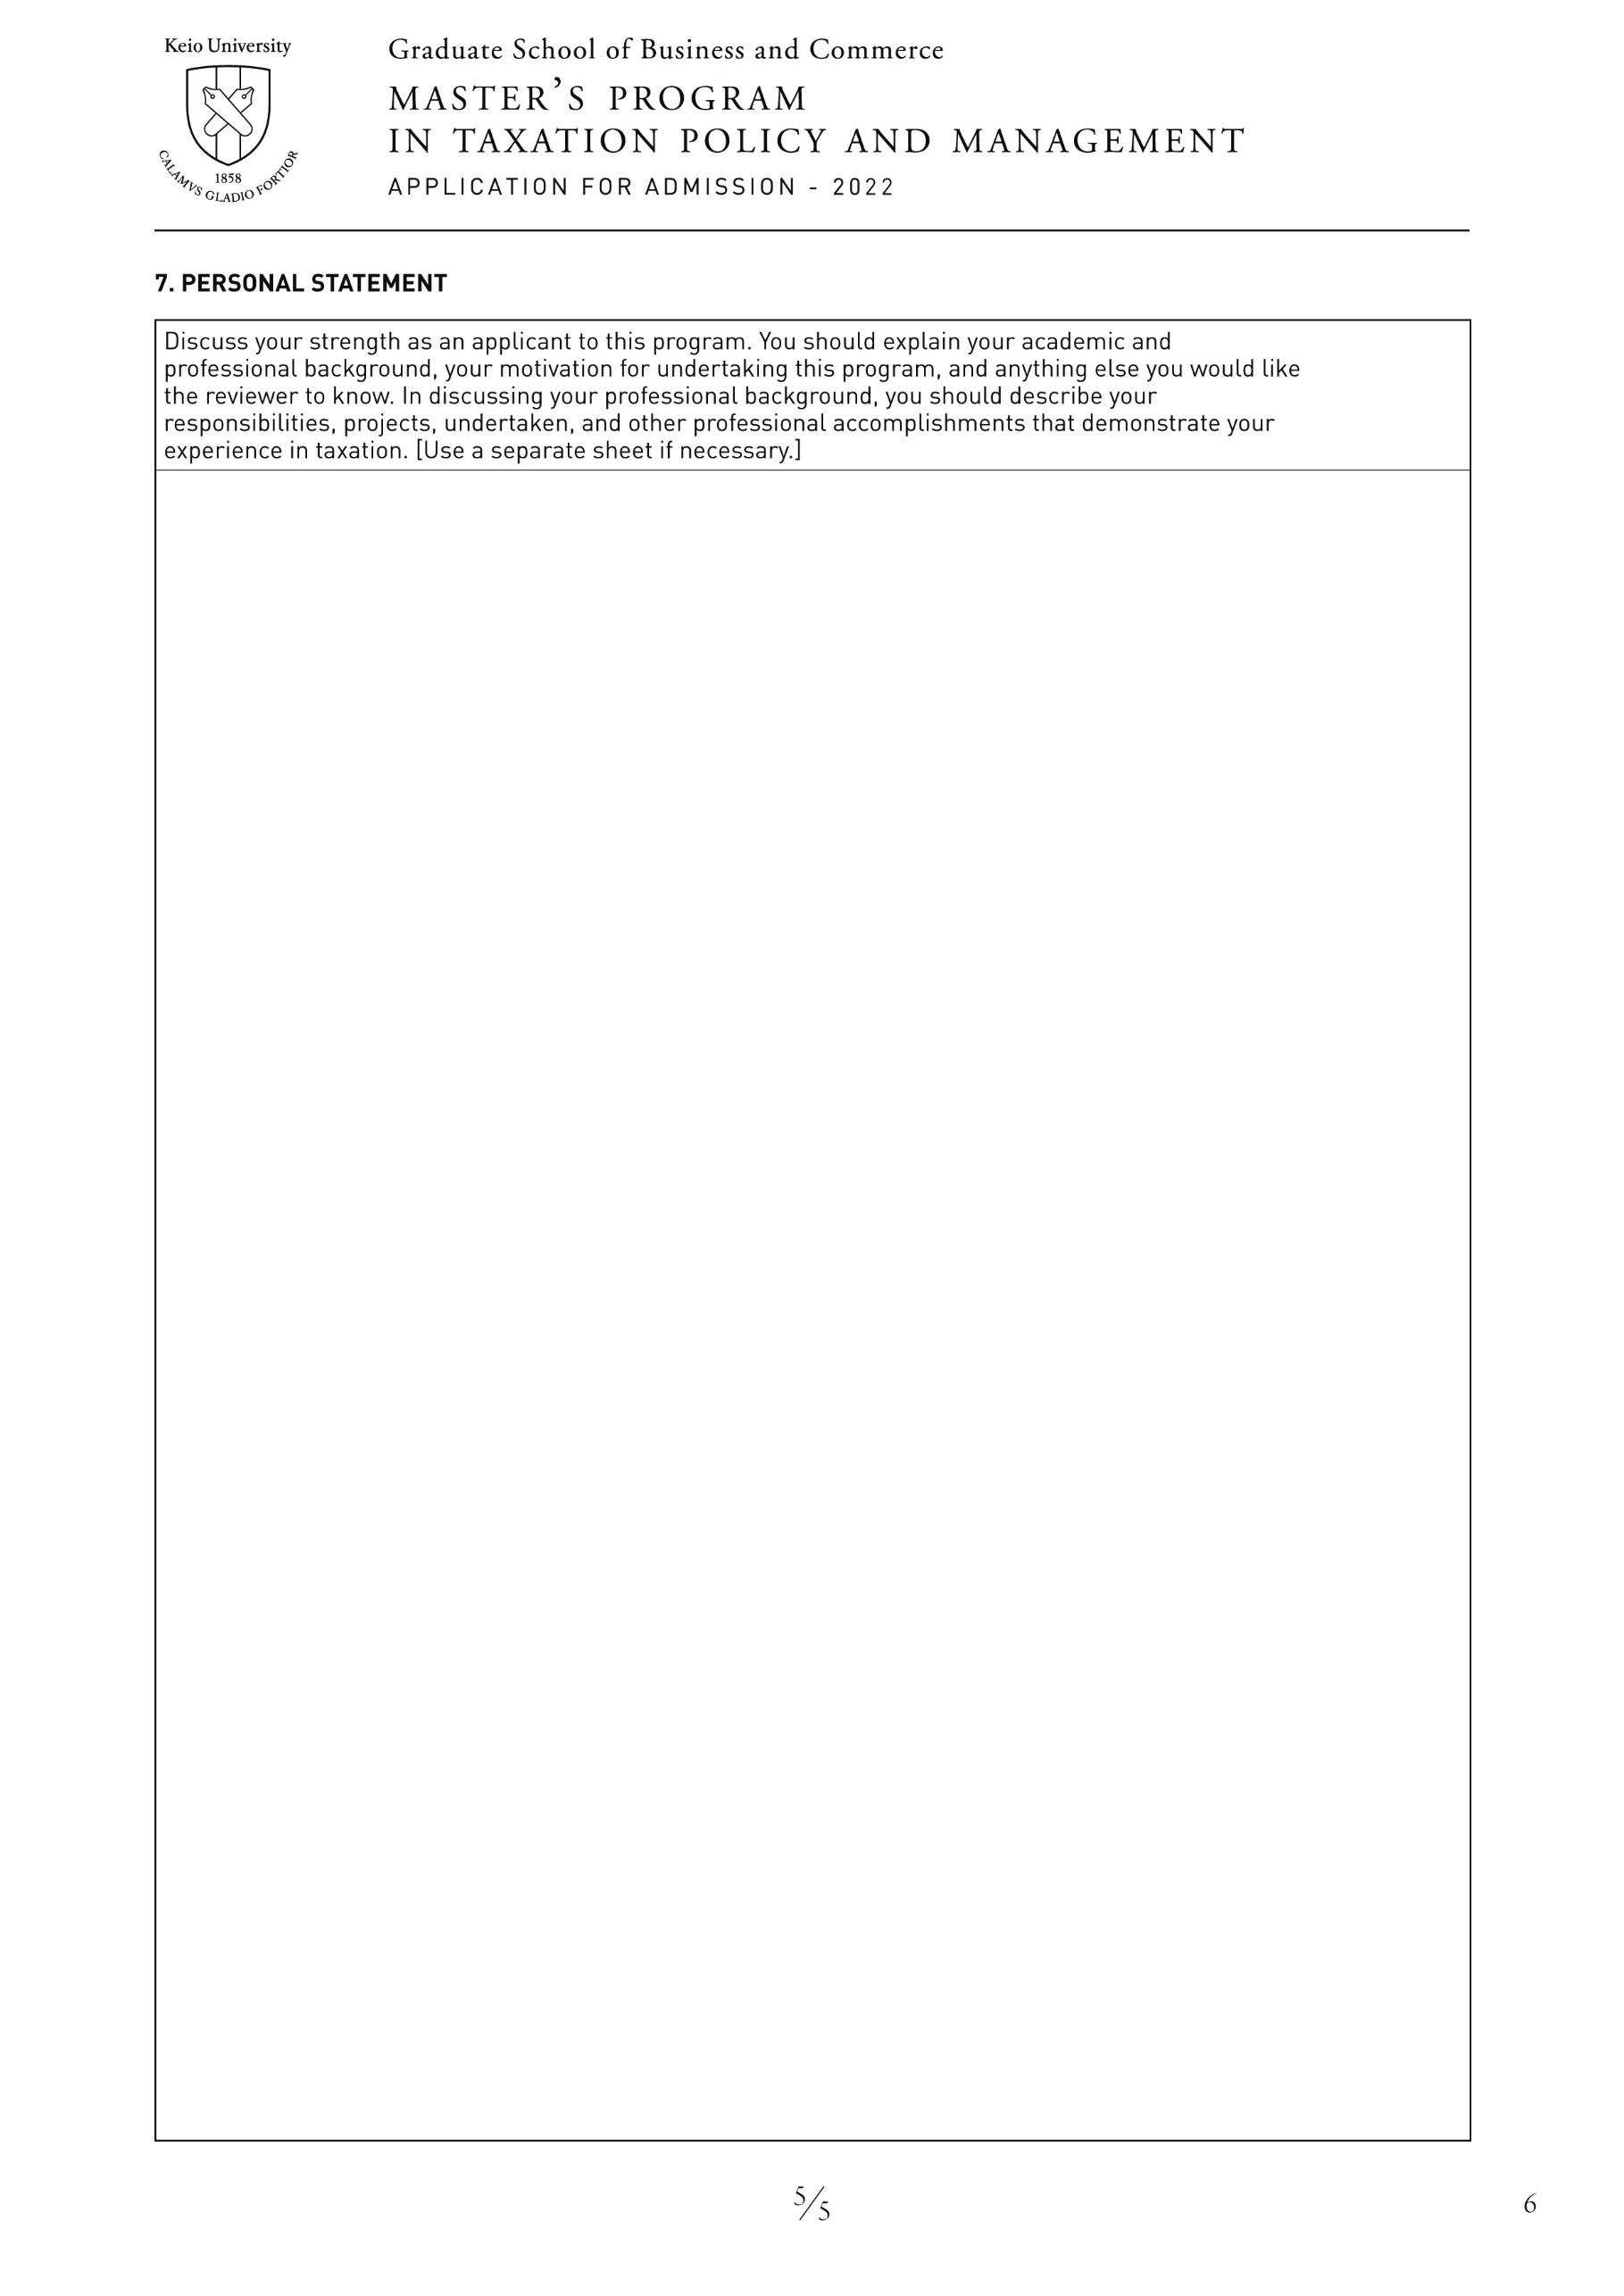 Keio University
1858
CALAMVS GLADIO FORTIOR
Graduate School of Business and Commerce
MASTER'S PROGRAM
IN TAXATION POLICY AND MANAGEMENT
APPLICATION FOR ADMISSION - 2022
7. PERSONAL STATEMENT
Discuss your strength as an applicant to this program. You should explain your academic and
professional background, your motivation for undertaking this program, and anything else you would like
the reviewer to know. In discussing your professional background, you should describe your
responsibilities, projects, undertaken, and other professional accomplishments that demonstrate your
experience in taxation. [Use a separate sheet if necessary.]
5/5
6